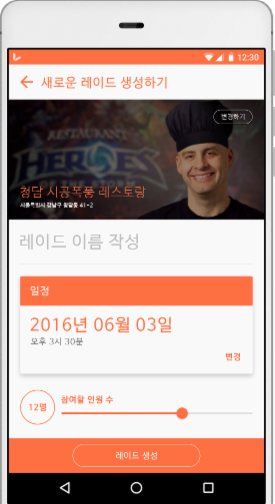 12:30
새로운 레이드 생성하기
변경하기
RESTAURANT
HEROES
OF THE STORM
청담 시공폭풍 레스토랑
서울특별시 강남구 청담동 41-2
레이드 이름 작성
일정
2016년 06월 03일
오후 3시 30분
변경
12명
참여할 인원 수
레이드 생성